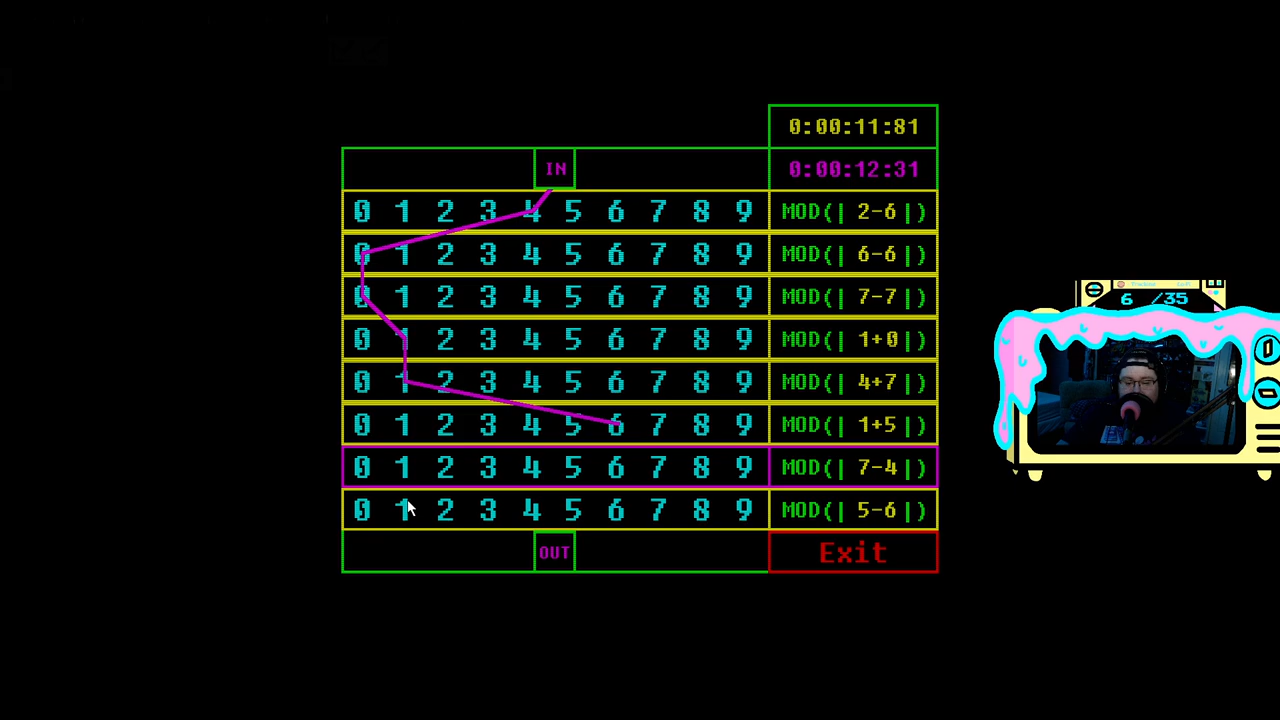 0:00:11:81
IN 0:00:12:31
0 1 2 3 4 5 6 7 8 9 MOD(| 2-6 |)
0 1 2 3 4 5 6 7 8 9 MOD(| 6-6 |)
0 1 2 3 4 5 6 7 8 9 MOD(| 7-7 |)
0 1 2 3 4 5 6 7 8 9 MOD(| 1+0 |)
0 1 2 3 4 5 6 7 8 9 MOD(| 4+7 |)
0 1 2 3 4 5 6 7 8 9 MOD(| 1+5 |)
0 1 2 3 4 5 6 7 8 9 MOD(| 7-4 |)
0 1 2 3 4 5 6 7 8 9 MOD(| 5-6 |)
OUT Exit
6 /35